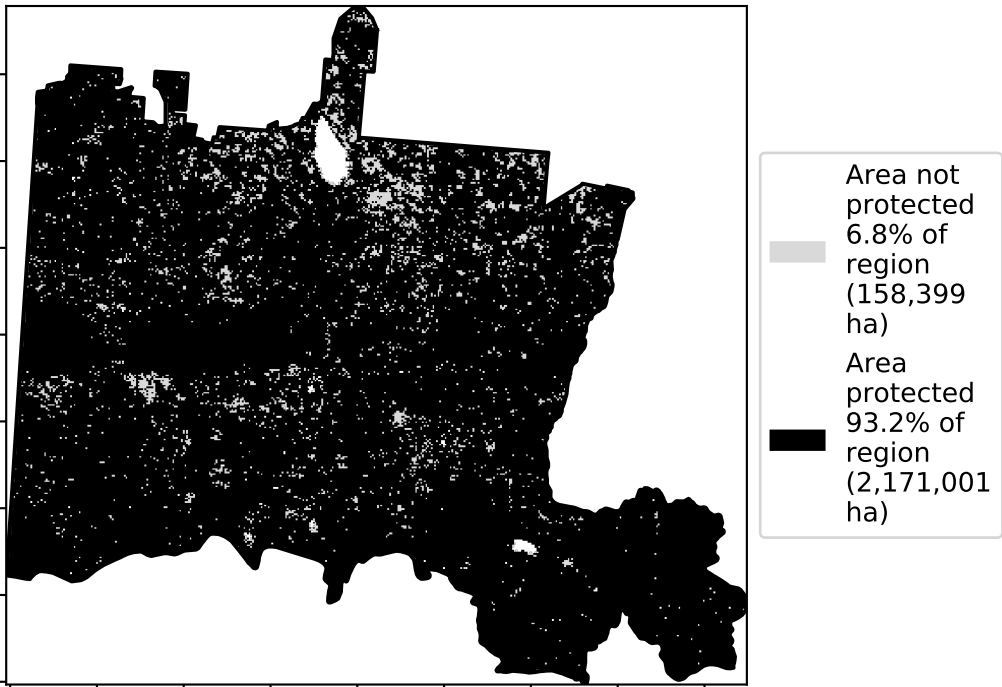 Area not
protected
6.8% of
region
(158,399
ha)
Area
protected
93.2% of
region
(2,171,001
ha)